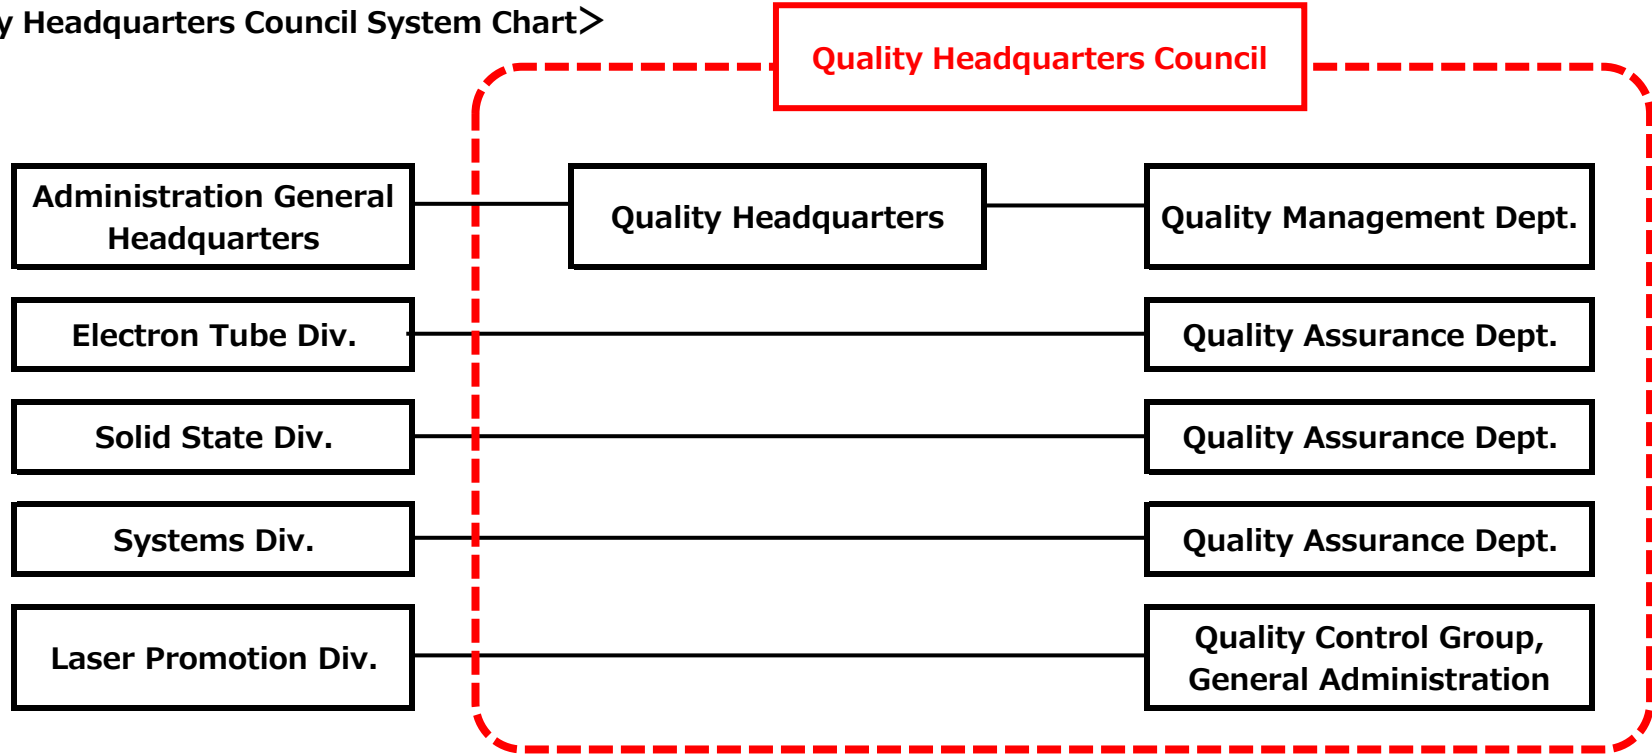 y Headquarters Council System Chart＞
Quality Headquarters Council
Administration General
Headquarters
Quality Headquarters
Quality Management Dept.
Electron Tube Div.
Quality Assurance Dept.
Solid State Div.
Quality Assurance Dept.
Systems Div.
Quality Assurance Dept.
Laser Promotion Div.
Quality Control Group,
General Administration